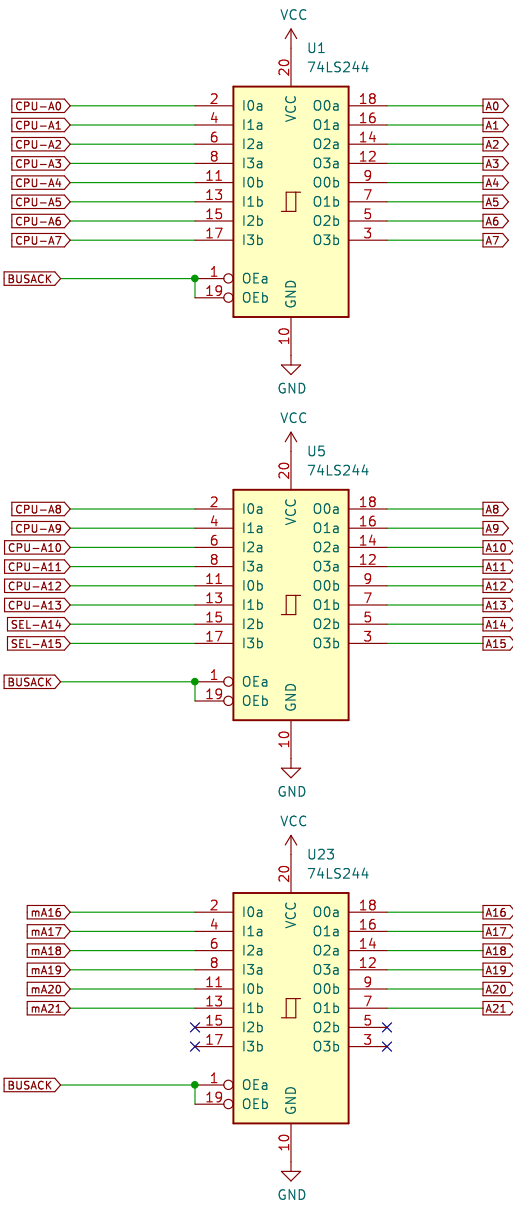 VCC
U1
74LS244
20
CPU-A0 2 I0a VCC O0a 18 A0
CPU-A1 4 I1a O1a 16 A1
CPU-A2 6 I2a O2a 14 A2
CPU-A3 8 I3a O3a 12 A3
CPU-A4 11 I0b O0b 9 A4
CPU-A5 13 I1b O1b 7 A5
CPU-A6 15 I2b O2b 5 A6
CPU-A7 17 I3b O3b 3 A7
BUSACK 1 OEa
19 OEb GND
10
GND
VCC
U5
74LS244
20
CPU-A8 2 I0a VCC O0a 18 A8
CPU-A9 4 I1a O1a 16 A9
CPU-A10 6 I2a O2a 14 A10
CPU-A11 8 I3a O3a 12 A11
CPU-A12 11 I0b O0b 9 A12
CPU-A13 13 I1b O1b 7 A13
SEL-A14 15 I2b O2b 5 A14
SEL-A15 17 I3b O3b 3 A15
BUSACK 1 OEa
19 OEb GND
10
GND
VCC
U23
74LS244
20
mA16 2 I0a VCC O0a 18 A16
mA17 4 I1a O1a 16 A17
mA18 6 I2a O2a 14 A18
mA19 8 I3a O3a 12 A19
mA20 11 I0b O0b 9 A20
mA21 13 I1b O1b 7 A21
15 I2b O2b 5
17 I3b O3b 3
BUSACK 1 OEa
19 OEb GND
10
GND